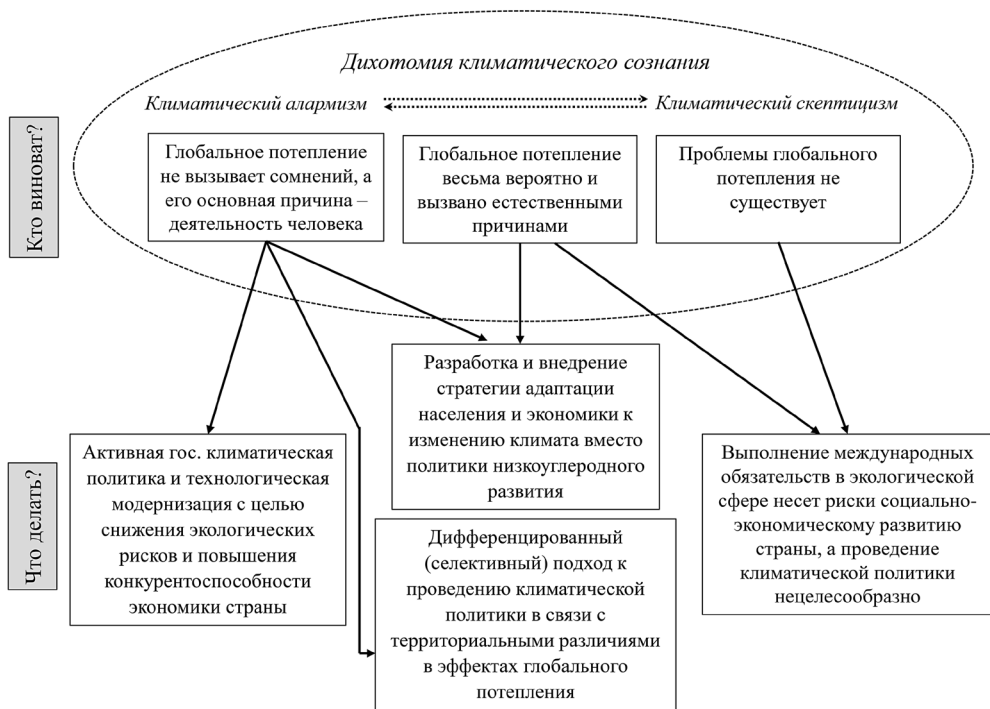 Дихотомия климатического сознания
Климатический алармизм
Климатический скептицизм
Кто виноват?
Глобальное потепление
не вызывает сомнений, а
его основная причина –
деятельность человека
Глобальное потепление
весьма вероятно и
вызвано естественными
причинами
Проблемы глобального
потепления не
существует
Что делать?
Активная гос. климатическая
политика и технологическая
модернизация с целью
снижения экологических
рисков и повышения
конкурентоспособности
экономики страны
Разработка и внедрение
стратегии адаптации
населения и экономики к
изменению климата вместо
политики низкоуглеродного
развития
Дифференцированный
(селективный) подход к
проведению климатической
политики в связи с
территориальными различиями
в эффектах глобального
потепления
Выполнение международных
обязательств в экологической
сфере несет риски социально-
экономическому развитию
страны, а проведение
климатической политики
нецелесообразно